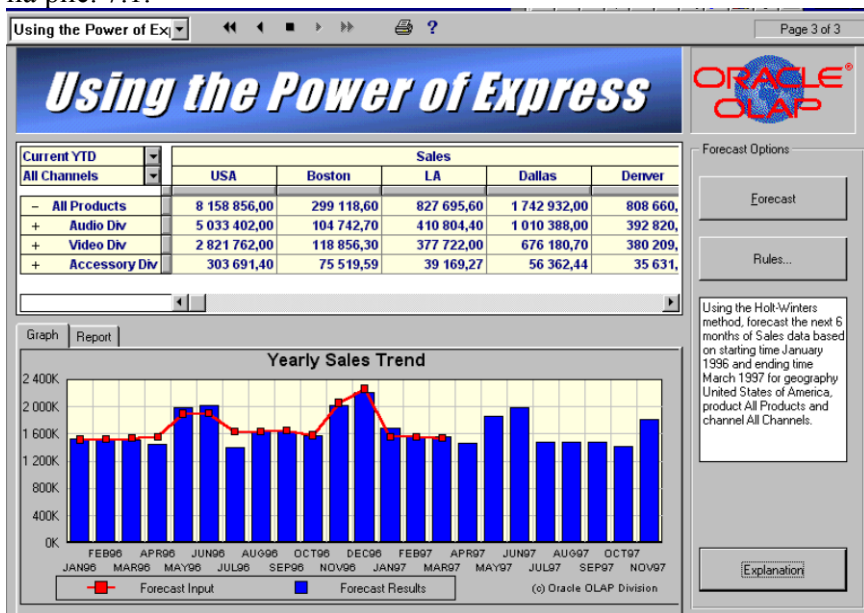 на рис. 7.1.
Using the Power of Ex
Page 3 of 3
Using the Power of Express
ORACLE®
OLAP
Current YTD
All Channels
Sales
USA Boston LA Dallas Denver
– All Products 8 158 856,00 299 118,60 827 695,60 1 742 932,00 808 660,
+ Audio Div 5 033 402,00 104 742,70 410 804,40 1 010 388,00 392 820,
+ Video Div 2 821 762,00 118 856,30 377 722,00 676 180,70 380 209,
+ Accessory Div 303 691,40 75 519,59 39 169,27 56 362,44 35 631,
Forecast Options
Forecast
Rules...
Using the Holt-Winters
method, forecast the next 6
months of Sales data based
on starting time January
1996 and ending time
March 1997 for geography
United States of America,
product All Products and
channel All Channels.
Explanation
Graph Report
Yearly Sales Trend
2 400K
2 000K
1 600K
1 200K
800K
400K
0K
FEB96 APR96 JUN96 AUG96 OCT96 DEC96 FEB97 APR97 JUN97 AUG97 OCT97
JAN96 MAR96 MAY96 JUL96 SEP96 NOV96 JAN97 MAR97 MAY97 JUL97 SEP97 NOV97
Forecast Input Forecast Results (c) Oracle OLAP Division